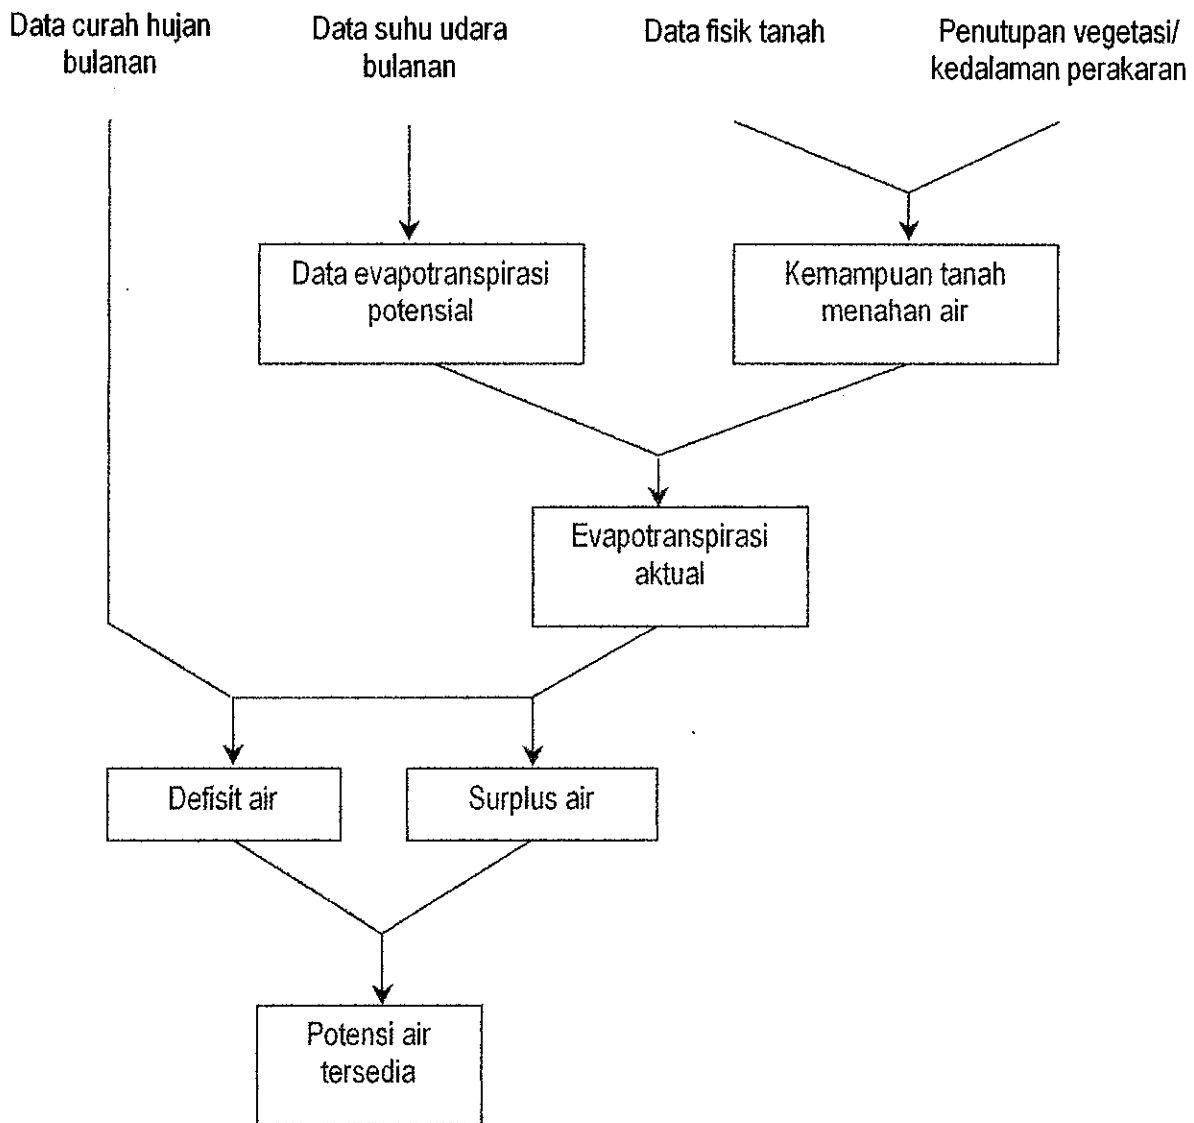 Data curah hujan
bulanan
Data suhu udara
bulanan
Data fisik tanah
Penutupan vegetasi/
kedalaman perakaran
Data evapotranspirasi
potensial
Kemampuan tanah
menahan air
Evapotranspirasi
aktual
Defisit air
Surplus air
Potensi air
tersedia